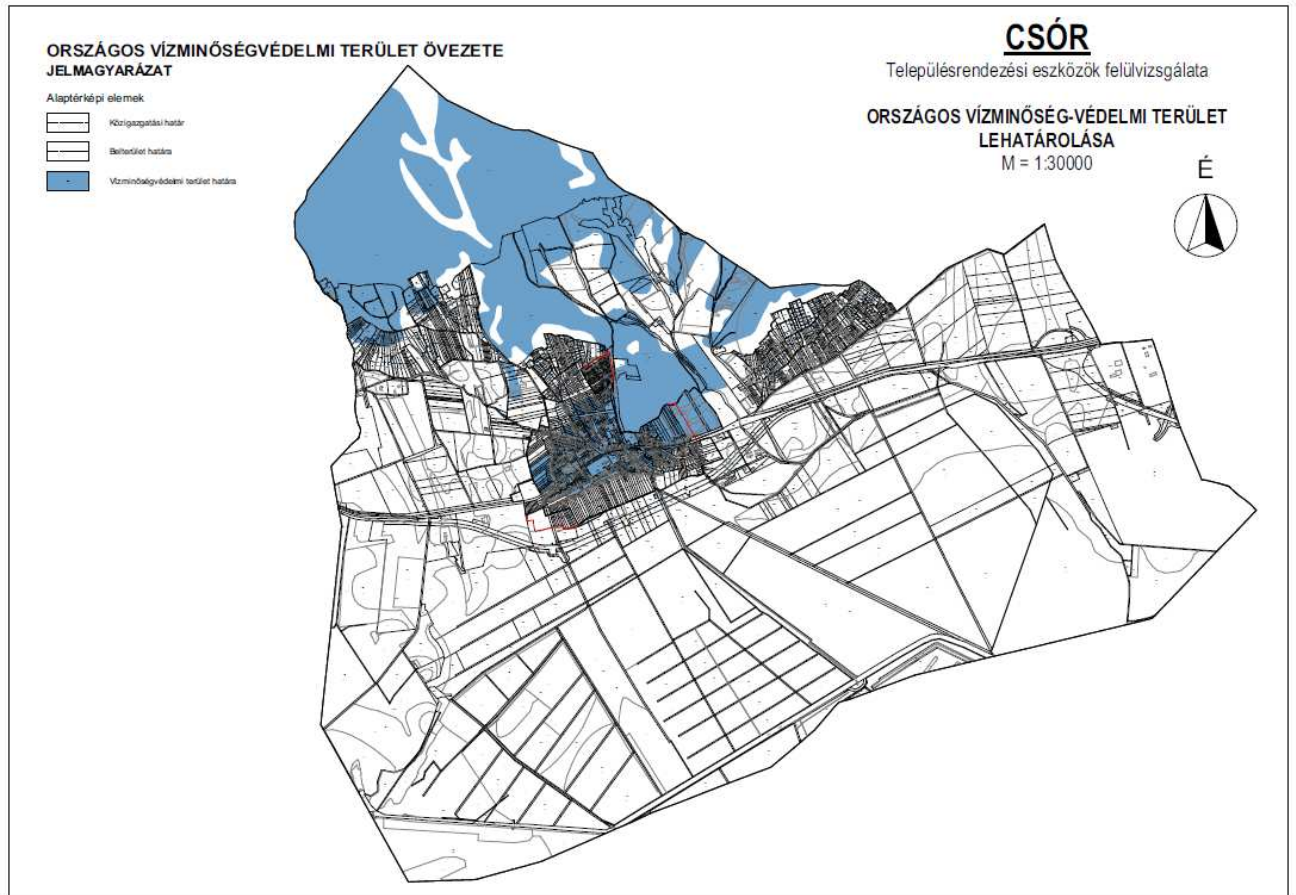 ORSZÁGOS VÍZMINŐSÉGVÉDELMI TERÜLET ÖVEZETE
JELMAGYARÁZAT
Alaptérképi elemek
Közigazgatási határ
Belterület határa
Vízminőségvédelmi terület határa
CSÓR
Településrendezési eszközök felülvizsgálata
ORSZÁGOS VÍZMINŐSÉG-VÉDELMI TERÜLET
LEHATÁROLÁSA
M = 1:30000
É